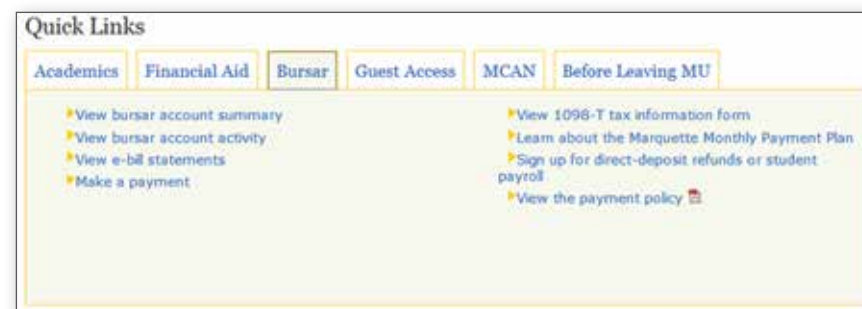 Quick Links
Academics
Financial Aid
Bursar
Guest Access
MCAN
Before Leaving MU
View bursar account summary
View bursar account activity
View e-bill statements
Make a payment
View 1098-T tax information form
Learn about the Marquette Monthly Payment Plan
Sign up for direct-deposit refunds or student
payroll
View the payment policy